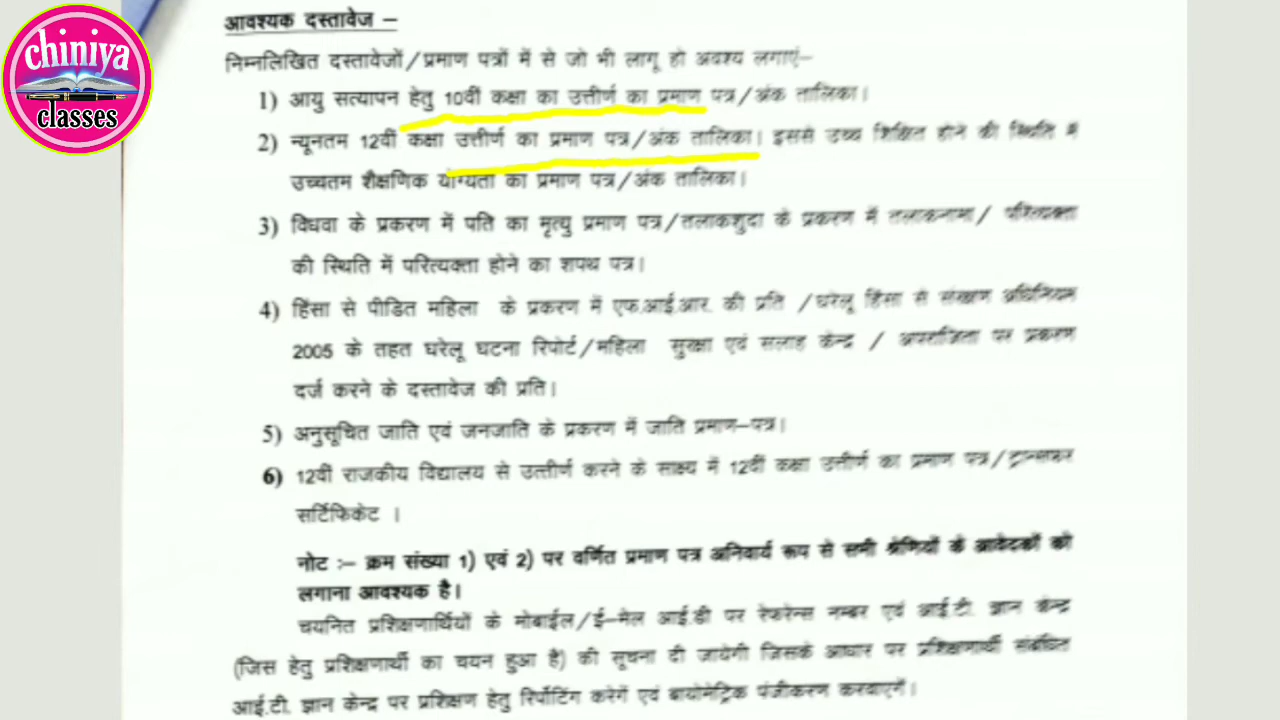 chiniya
classes
आवश्यक दस्तावेज –
निम्नलिखित दस्तावेजों/प्रमाण पत्रों में से जो भी लागू हो अवश्य लगाएं–
1) आयु सत्यापन हेतु 10वीं कक्षा का उत्तीर्ण का प्रमाण पत्र/अंक तालिका।
2) न्यूनतम 12वीं कक्षा उत्तीर्ण का प्रमाण पत्र/अंक तालिका। इससे उच्च शिक्षित होने की स्थिति में
उच्चतम शैक्षणिक योग्यता का प्रमाण पत्र/अंक तालिका।
3) विधवा के प्रकरण में पति का मृत्यु प्रमाण पत्र/तलाकशुदा के प्रकरण में तलाकनामा/ परित्यक्ता
की स्थिति में परित्यक्ता होने का शपथ पत्र।
4) हिंसा से पीडित महिला के प्रकरण में एफ.आई.आर. की प्रति /घरेलू हिंसा से संरक्षण अधिनियम
2005 के तहत घरेलू घटना रिपोर्ट/महिला सुरक्षा एवं सलाह केन्द्र / अपराजिता पर प्रकरण
दर्ज करने के दस्तावेज की प्रति।
5) अनुसूचित जाति एवं जनजाति के प्रकरण में जाति प्रमाण–पत्र।
6) 12वीं राजकीय विद्यालय से उत्तीर्ण करने के साक्ष्य में 12वीं कक्षा उत्तीर्ण का प्रमाण पत्र/ट्रान्सफर
सर्टिफिकेट ।
नोट :– क्रम संख्या 1) एवं 2) पर वर्णित प्रमाण पत्र अनिवार्य रूप से सभी श्रेणियों के आवेदकों को
लगाना आवश्यक है।
चयनित प्रशिक्षणार्थियों के मोबाईल/ई–मेल आई.डी पर रेफरेन्स नम्बर एवं आई.टी. ज्ञान केन्द्र
(जिस हेतु प्रशिक्षणार्थी का चयन हुआ है) की सूचना दी जायेगी जिसके आधार पर प्रशिक्षणार्थी संबंधित
आई.टी. ज्ञान केन्द्र पर प्रशिक्षण हेतु रिर्पोटिंग करेगें एवं बायोमेट्रिक पंजीकरण करवाएगें।